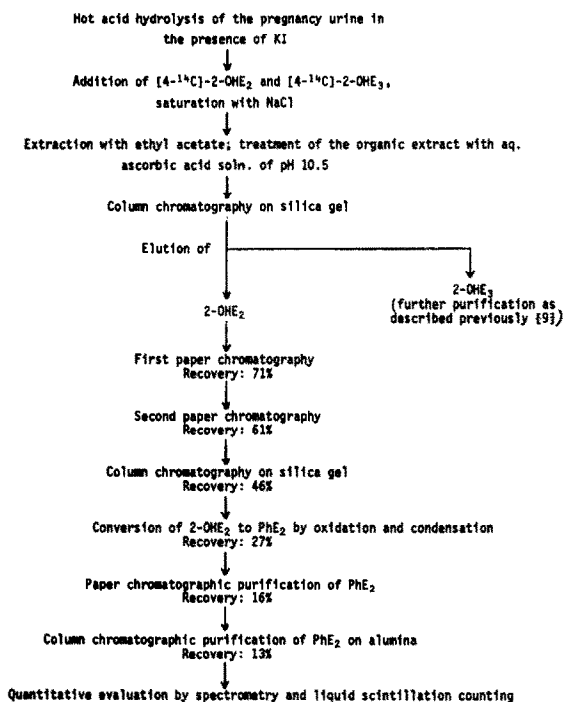 Hot acid hydrolysis of the pregnancy urine in
the presence of KI
Addition of [4-¹⁴C]-2-OHE₂ and [4-¹⁴C]-2-OHE₃,
saturation with NaCl
Extraction with ethyl acetate; treatment of the organic extract with aq.
ascorbic acid soln. of pH 10.5
Column chromatography on silica gel
Elution of
2-OHE₂
2-OHE₃
(further purification as
described previously [9])
First paper chromatography
Recovery: 71%
Second paper chromatography
Recovery: 61%
Column chromatography on silica gel
Recovery: 46%
Conversion of 2-OHE₂ to PhE₂ by oxidation and condensation
Recovery: 27%
Paper chromatographic purification of PhE₂
Recovery: 16%
Column chromatographic purification of PhE₂ on alumina
Recovery: 13%
Quantitative evaluation by spectrometry and liquid scintillation counting